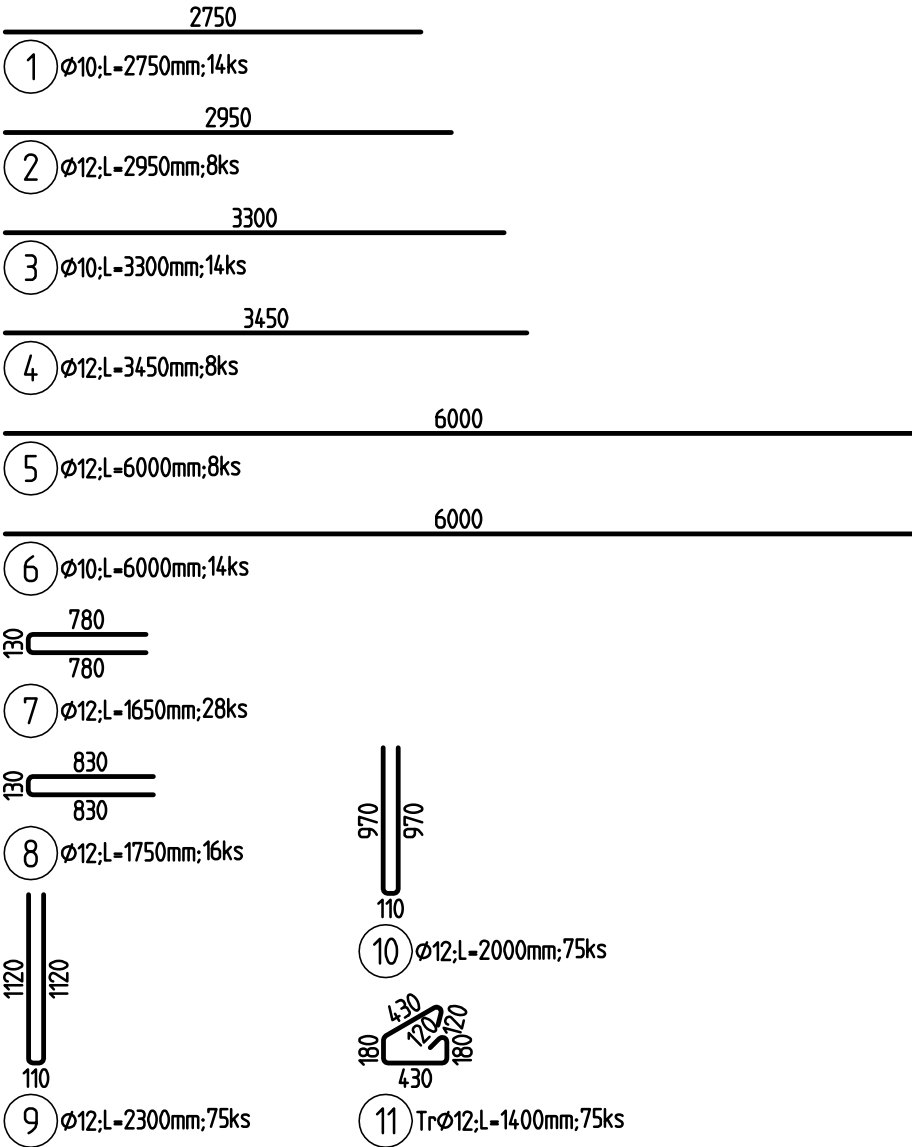 2750
1 Ø10;L=2750mm;14ks
2950
2 Ø12;L=2950mm;8ks
3300
3 Ø10;L=3300mm;14ks
3450
4 Ø12;L=3450mm;8ks
6000
5 Ø12;L=6000mm;8ks
6000
6 Ø10;L=6000mm;14ks
780
130
780
7 Ø12;L=1650mm;28ks
830
130
830
8 Ø12;L=1750mm;16ks
1120
1120
110
9 Ø12;L=2300mm;75ks
970
970
110
10 Ø12;L=2000mm;75ks
430
120
120
180
180
430
11 TrØ12;L=1400mm;75ks